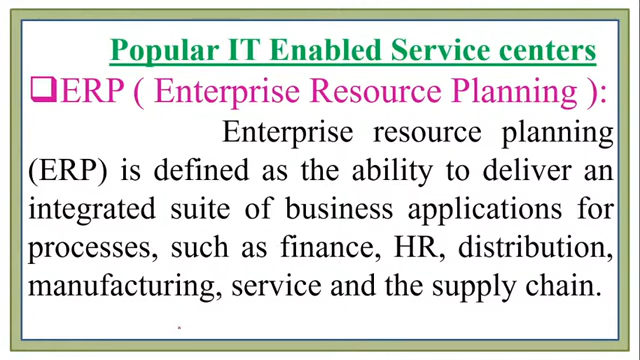 Popular IT Enabled Service centers
❑ERP ( Enterprise Resource Planning ):
Enterprise resource planning
(ERP) is defined as the ability to deliver an
integrated suite of business applications for
processes, such as finance, HR, distribution,
manufacturing, service and the supply chain.